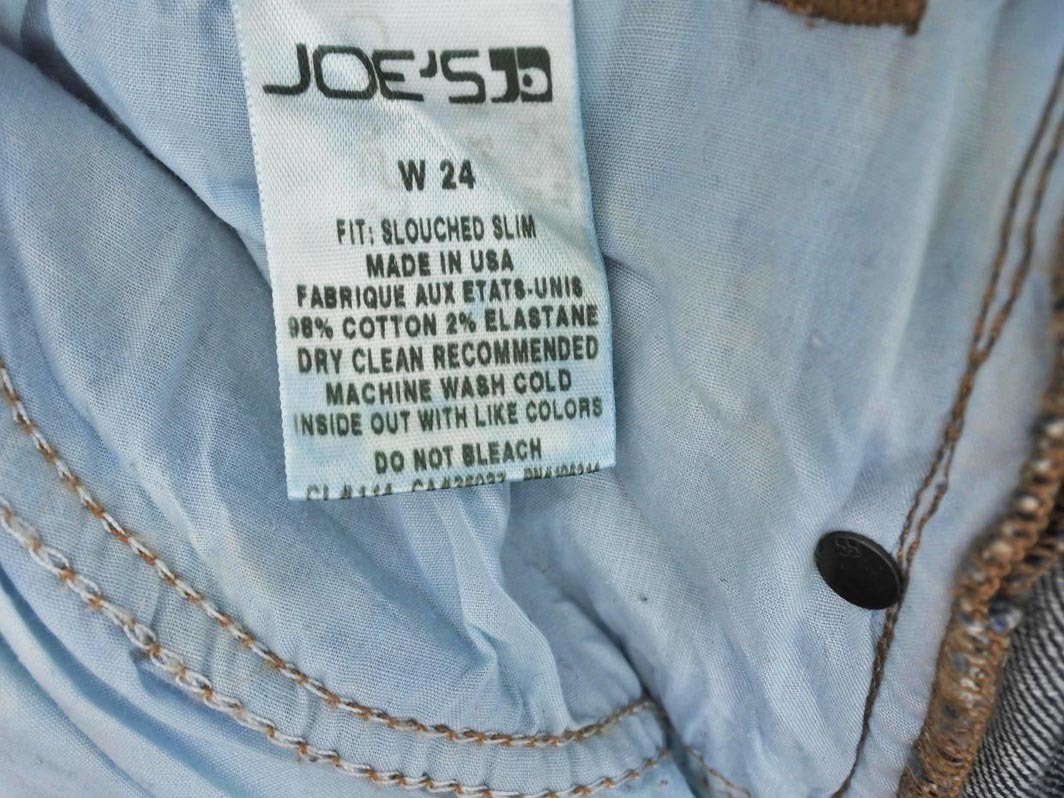 JOE'S
W 24
FIT: SLOUCHED SLIM
MADE IN USA
FABRIQUE AUX ETATS-UNIS
98% COTTON 2% ELASTANE
DRY CLEAN RECOMMENDED
MACHINE WASH COLD
INSIDE OUT WITH LIKE COLORS
DO NOT BLEACH